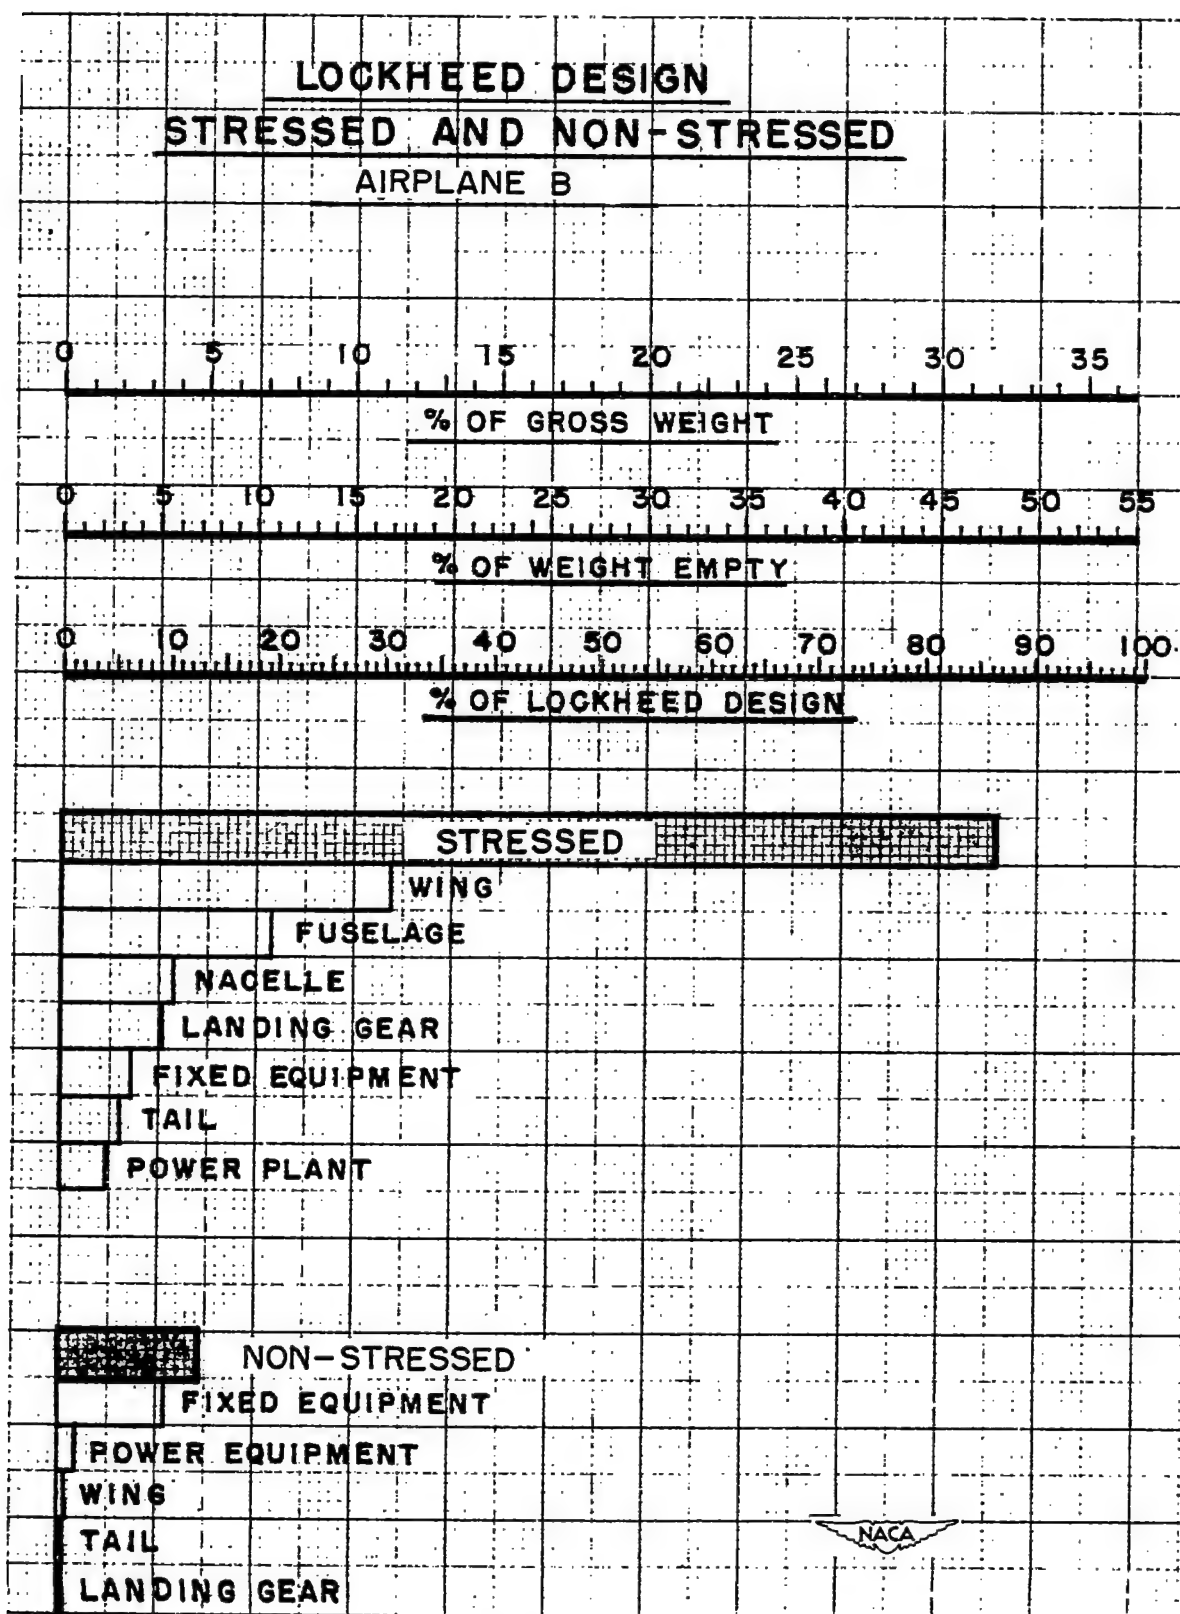 LOCKHEED DESIGN
STRESSED AND NON-STRESSED
AIRPLANE B
0 5 10 15 20 25 30 35
% OF GROSS WEIGHT
0 5 10 15 20 25 30 35 40 45 50 55
% OF WEIGHT EMPTY
0 10 20 30 40 50 60 70 80 90 100
% OF LOCKHEED DESIGN
STRESSED
WING
FUSELAGE
NACELLE
LANDING GEAR
FIXED EQUIPMENT
TAIL
POWER PLANT
NON-STRESSED
FIXED EQUIPMENT
POWER EQUIPMENT
WING
NACA
TAIL
LANDING GEAR